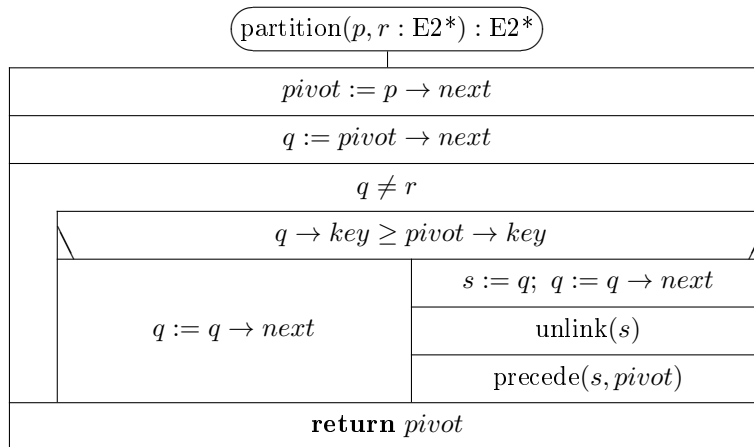 partition(p, r : E2*) : E2*
pivot := p → next
q := pivot → next
q ≠ r
q → key ≥ pivot → key
s := q; q := q → next
q := q → next
unlink(s)
precede(s, pivot)
return pivot